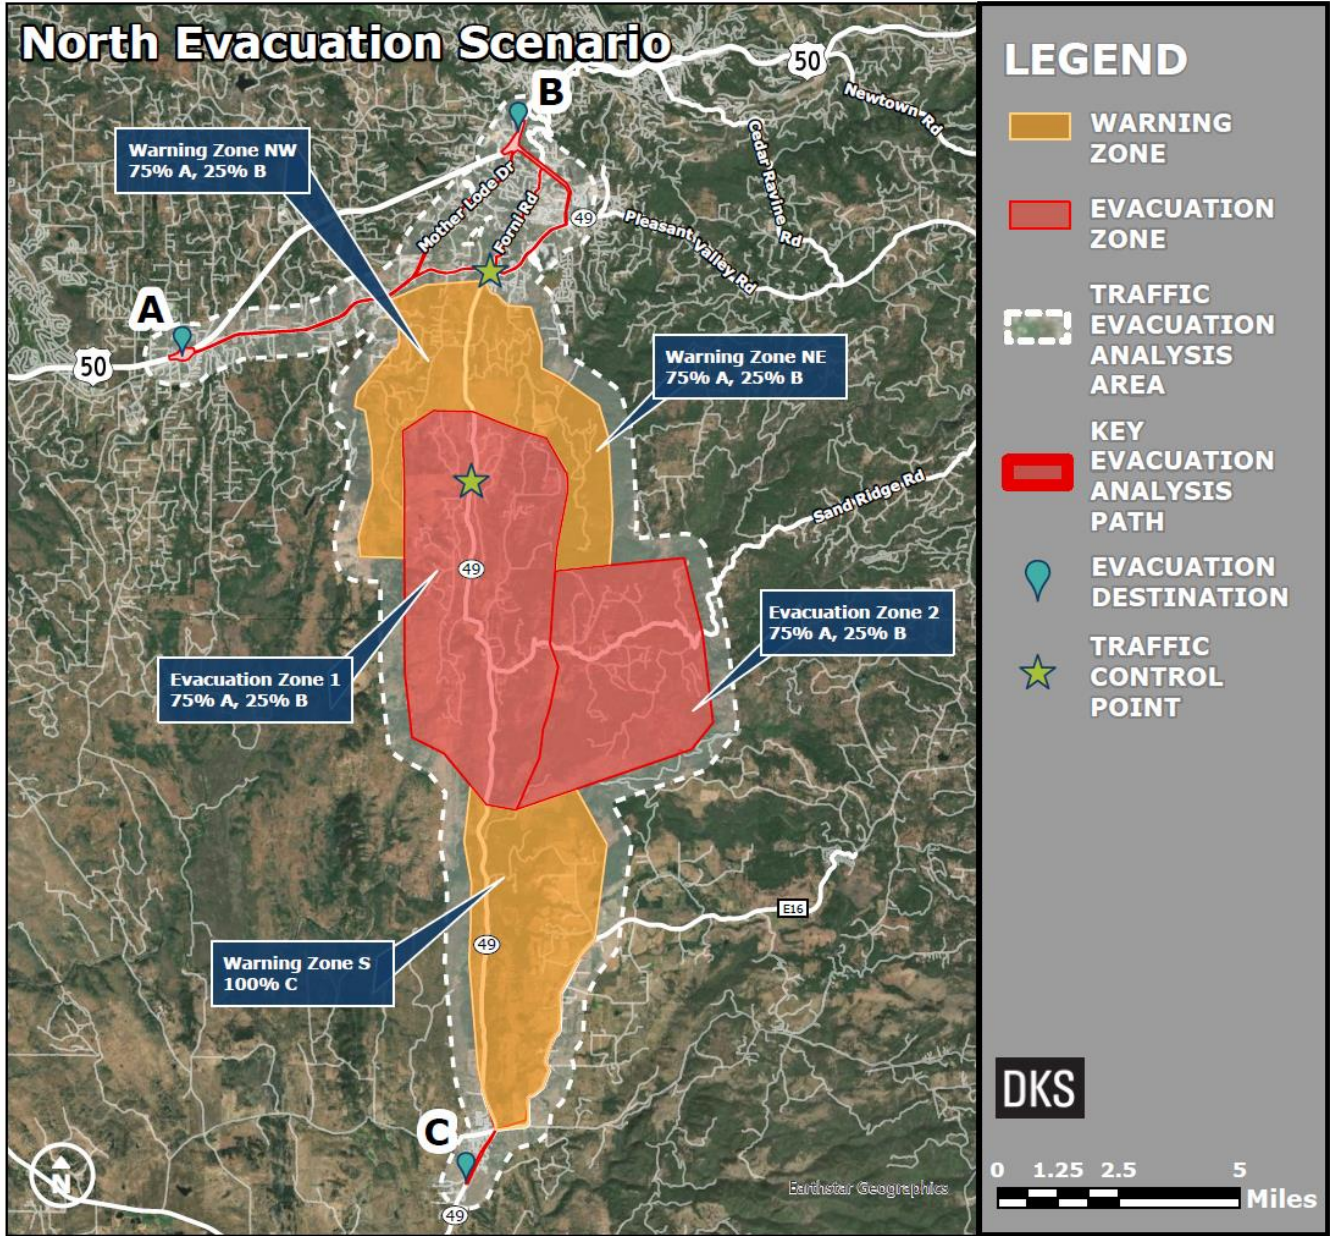 North Evacuation Scenario
B
50
Newtown Rd
Cedar Ravine Rd
Warning Zone NW
75% A, 25% B
Mother Lode Dr
Forni Rd
49
Pleasant Valley Rd
A
50
Warning Zone NE
75% A, 25% B
Sand Ridge Rd
49
Evacuation Zone 2
75% A, 25% B
Evacuation Zone 1
75% A, 25% B
E16
49
Warning Zone S
100% C
C
N
49
Earthstar Geographics
LEGEND
WARNING
ZONE
EVACUATION
ZONE
TRAFFIC
EVACUATION
ANALYSIS
AREA
KEY
EVACUATION
ANALYSIS
PATH
EVACUATION
DESTINATION
TRAFFIC
CONTROL
POINT
DKS
0 1.25 2.5 5
Miles